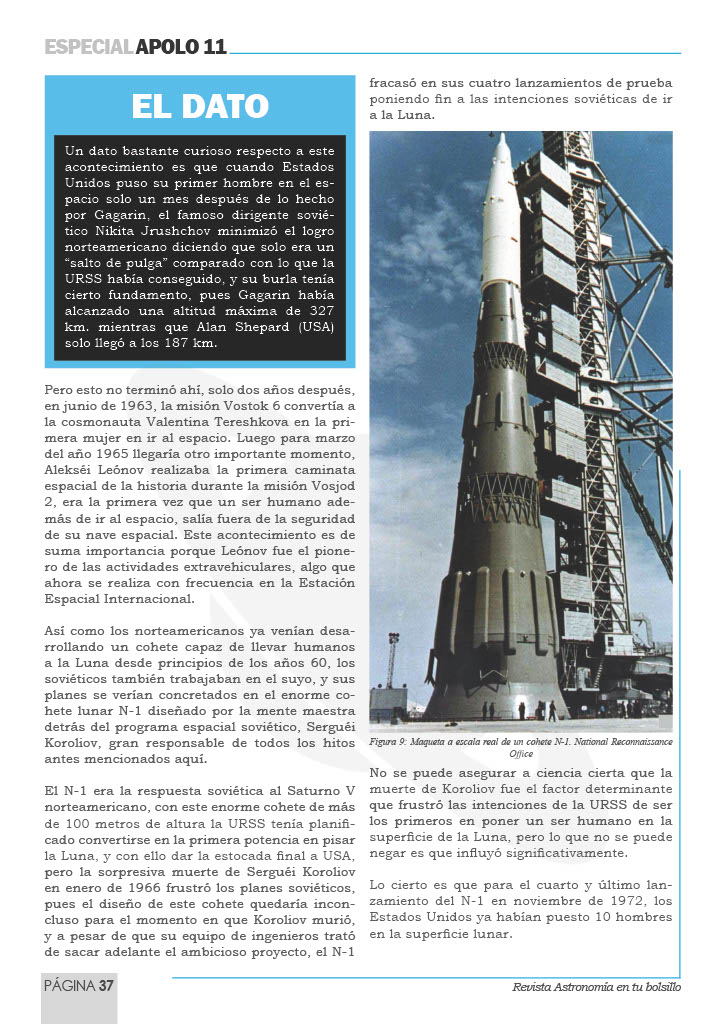 ESPECIAL APOLO 11
EL DATO
Un dato bastante curioso respecto a este
acontecimiento es que cuando Estados
Unidos puso su primer hombre en el es-
pacio solo un mes después de lo hecho
por Gagarin, el famoso dirigente sovié-
tico Nikita Jrushchov minimizó el logro
norteamericano diciendo que solo era un
“salto de pulga” comparado con lo que la
URSS había conseguido, y su burla tenía
cierto fundamento, pues Gagarin había
alcanzado una altitud máxima de 327
km. mientras que Alan Shepard (USA)
solo llegó a los 187 km.
Pero esto no terminó ahí, solo dos años después,
en junio de 1963, la misión Vostok 6 convertía a
la cosmonauta Valentina Tereshkova en la pri-
mera mujer en ir al espacio. Luego para marzo
del año 1965 llegaría otro importante momento,
Alekséi Leónov realizaba la primera caminata
espacial de la historia durante la misión Vosjod
2, era la primera vez que un ser humano ade-
más de ir al espacio, salía fuera de la seguridad
de su nave espacial. Este acontecimiento es de
suma importancia porque Leónov fue el pione-
ro de las actividades extravehiculares, algo que
ahora se realiza con frecuencia en la Estación
Espacial Internacional.
Así como los norteamericanos ya venían desa-
rrollando un cohete capaz de llevar humanos
a la Luna desde principios de los años 60, los
soviéticos también trabajaban en el suyo, y sus
planes se verían concretados en el enorme co-
hete lunar N-1 diseñado por la mente maestra
detrás del programa espacial soviético, Serguéi
Koroliov, gran responsable de todos los hitos
antes mencionados aquí.
El N-1 era la respuesta soviética al Saturno V
norteamericano, con este enorme cohete de más
de 100 metros de altura la URSS tenía planifi-
cado convertirse en la primera potencia en pisar
la Luna, y con ello dar la estocada final a USA,
pero la sorpresiva muerte de Serguéi Koroliov
en enero de 1966 frustró los planes soviéticos,
pues el diseño de este cohete quedaría incon-
cluso para el momento en que Koroliov murió,
y a pesar de que su equipo de ingenieros trató
de sacar adelante el ambicioso proyecto, el N-1
fracasó en sus cuatro lanzamientos de prueba
poniendo fin a las intenciones soviéticas de ir
a la Luna.
Figura 9: Maqueta a escala real de un cohete N-1. National Reconnaissance
Office
No se puede asegurar a ciencia cierta que la
muerte de Koroliov fue el factor determinante
que frustró las intenciones de la URSS de ser
los primeros en poner un ser humano en la
superficie de la Luna, pero lo que no se puede
negar es que influyó significativamente.
Lo cierto es que para el cuarto y último lan-
zamiento del N-1 en noviembre de 1972, los
Estados Unidos ya habían puesto 10 hombres
en la superficie lunar.
PÁGINA 37
Revista Astronomía en tu bolsillo